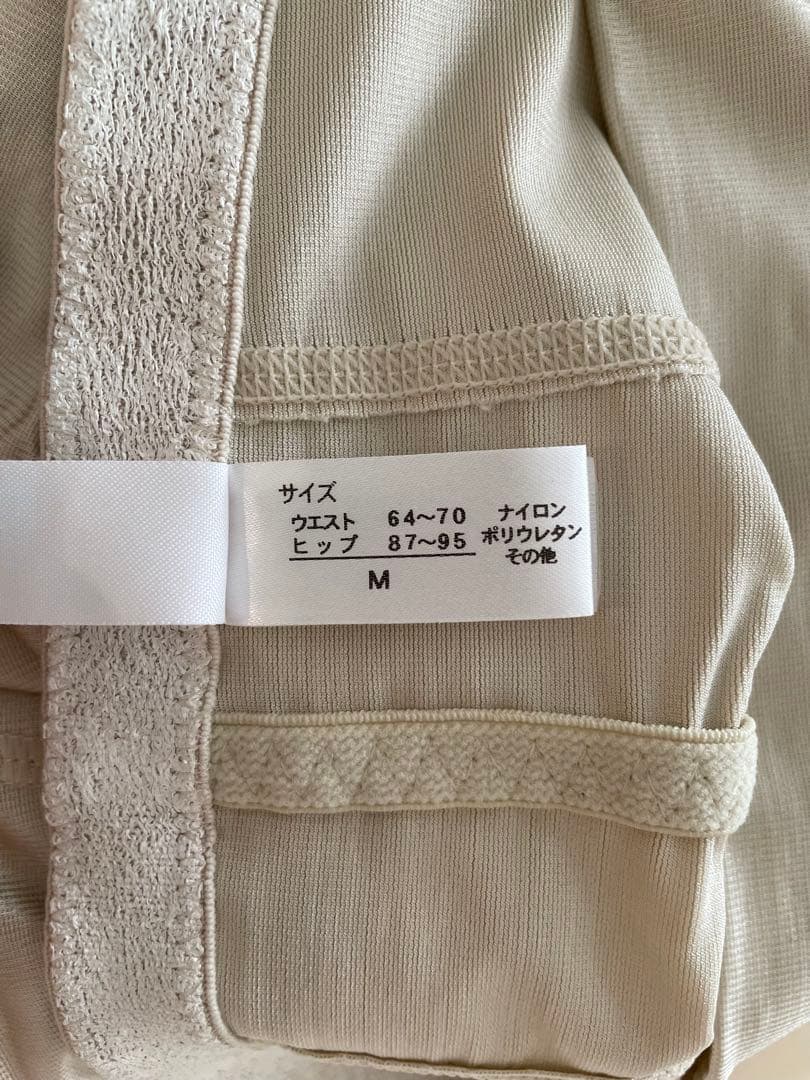 サイズ
ウエスト 64～70
ヒップ 87～95
M
ナイロン
ポリウレタン
その他